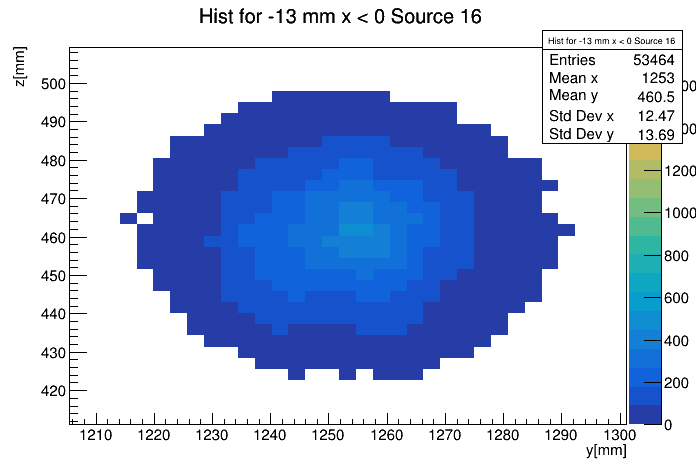 Hist for -13 mm x < 0 Source 16
Hist for -13 mm x < 0 Source 16
Entries 53464
Mean x 1253
Mean y 460.5
Std Dev x 12.47
Std Dev y 13.69
z[mm]
500
490
480
470
460
450
440
430
420
1210 1220 1230 1240 1250 1260 1270 1280 1290 1300
y[mm]
1200
1000
800
600
400
200
0